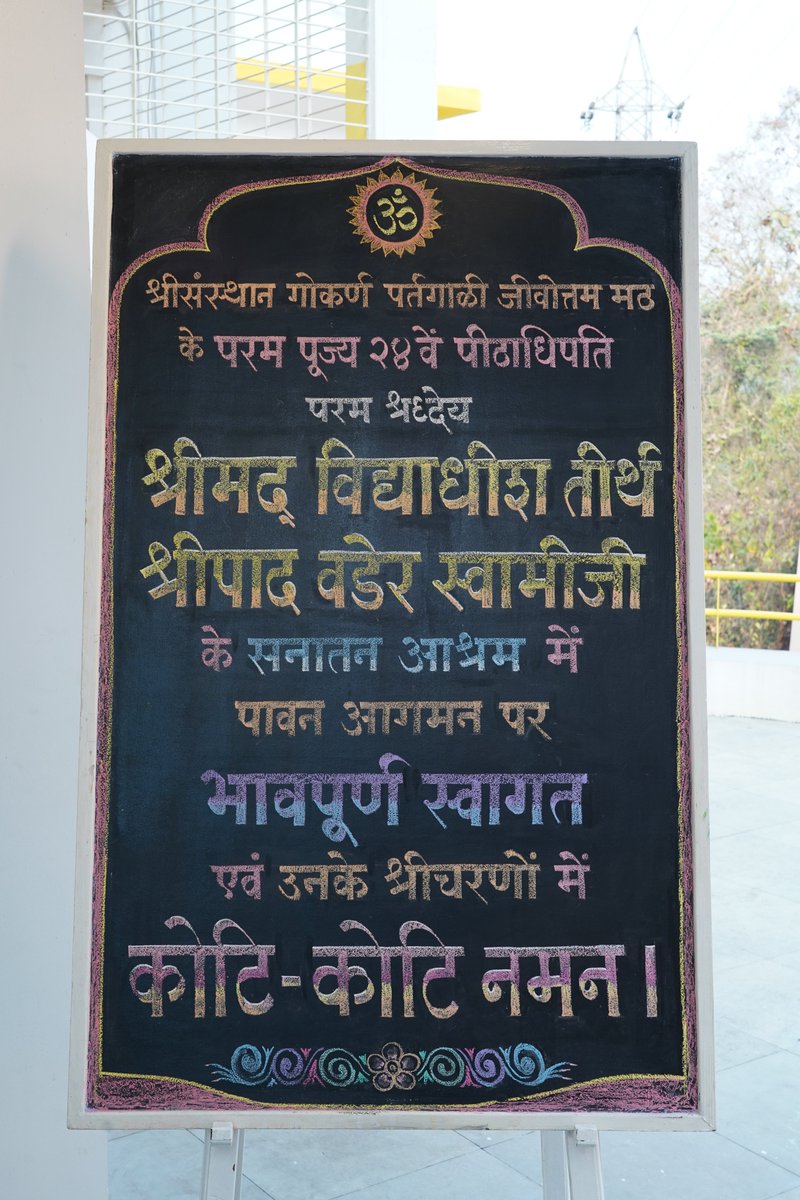 ॐ
श्रीसंस्थान गोकर्ण पर्तगाळी जीवोत्तम मठ
के परम पूज्य २४वें पीठाधिपति
परम श्रध्देय
श्रीमद् विद्याधीश तीर्थ
श्रीपाद वडेर स्वामीजी
के सनातन आश्रम में
पावन आगमन पर
भावपूर्ण स्वागत
एवं उनके श्रीचरणों में
कोटि-कोटि नमन।